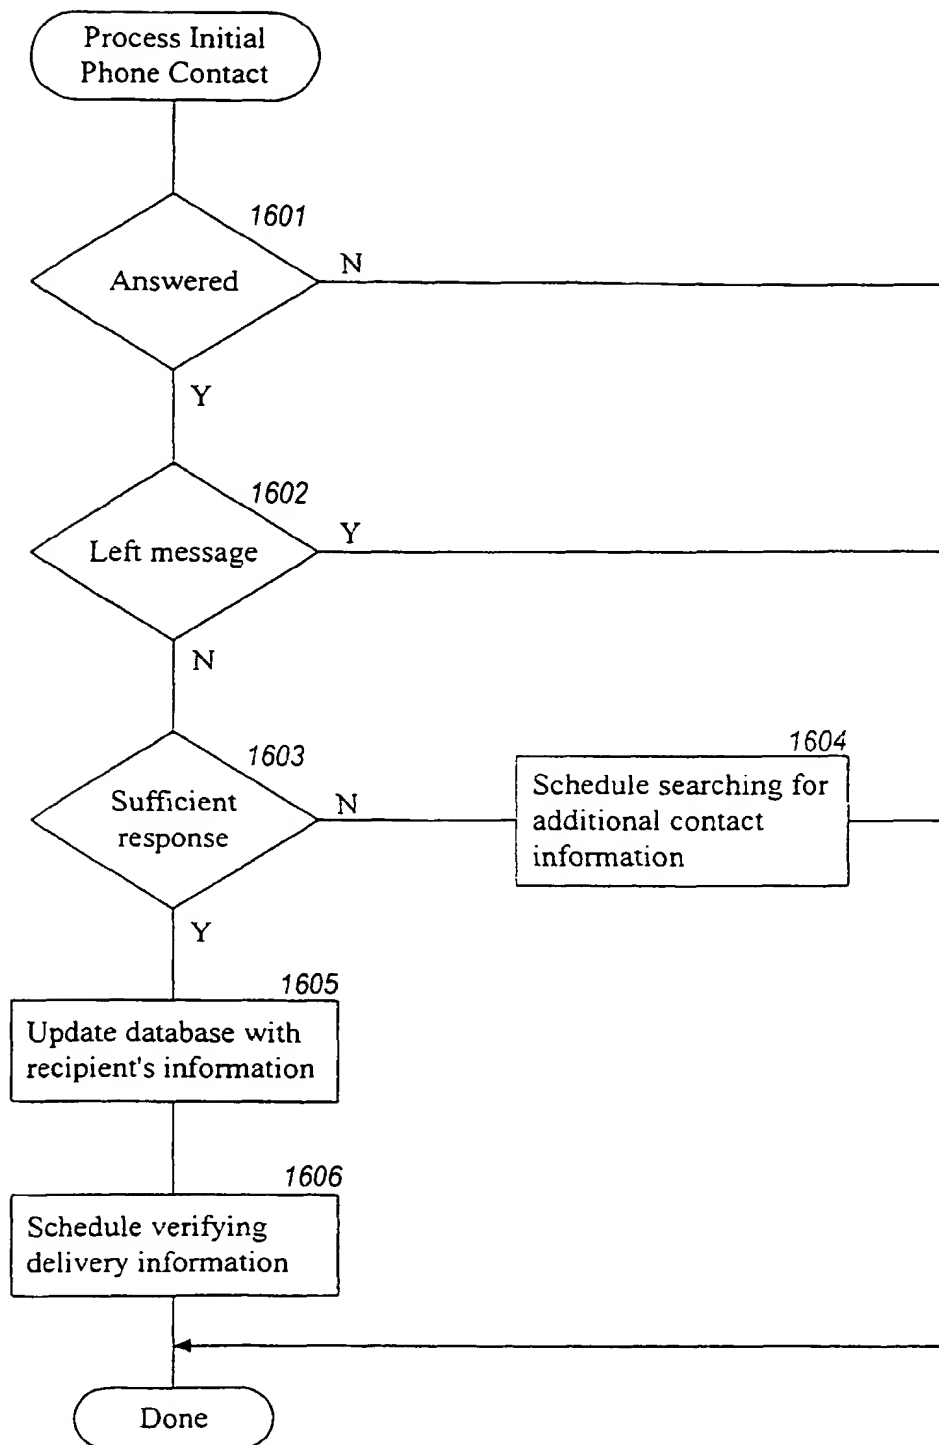 Process Initial
Phone Contact
1601
Answered
N
Y
1602
Left message
Y
N
1603
Sufficient
response
N
1604
Schedule searching for
additional contact
information
Y
1605
Update database with
recipient's information
1606
Schedule verifying
delivery information
Done